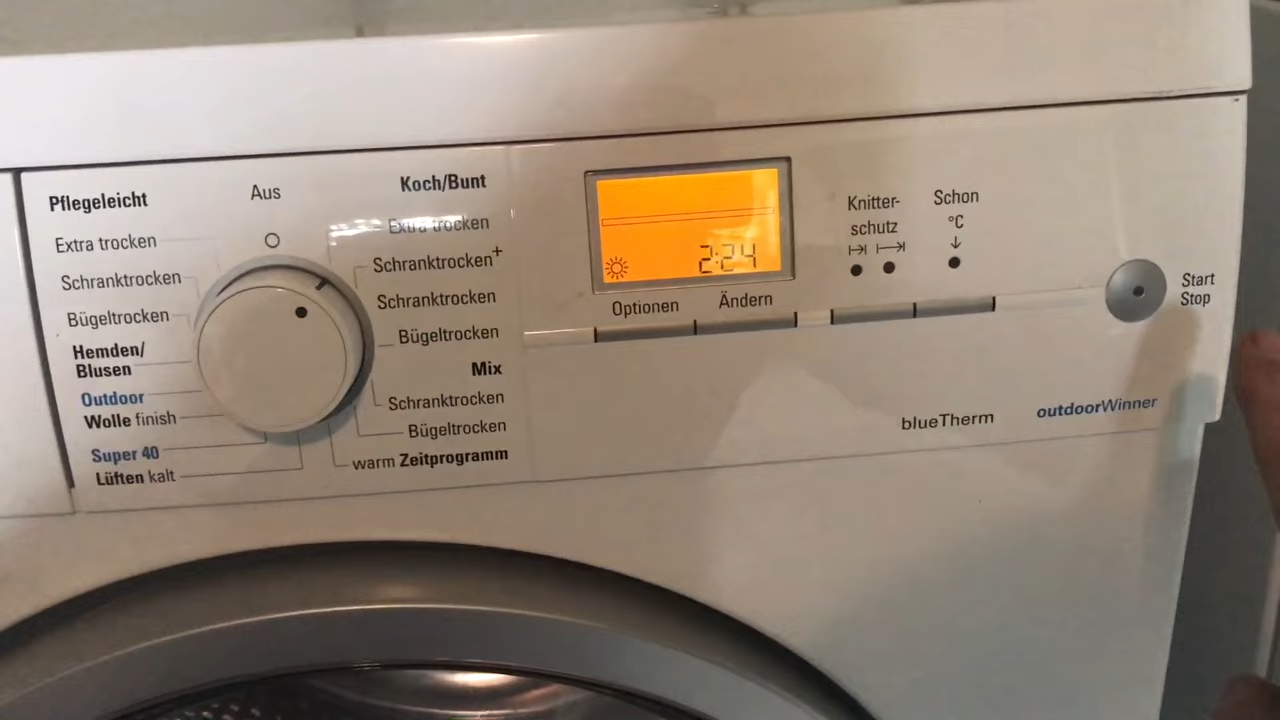 Pflegeleicht
Extra trocken
Schranktrocken
Bügeltrocken
Hemden/
Blusen
Outdoor
Wolle finish
Super 40
Lüften kalt
Aus
Koch/Bunt
Extra trocken
Schranktrocken+
Schranktrocken
Bügeltrocken
Mix
Schranktrocken
Bügeltrocken
warm Zeitprogramm
2:24
Optionen
Ändern
Knitter-
schutz
Schon
°C
Start
Stop
blueTherm
outdoorWinner